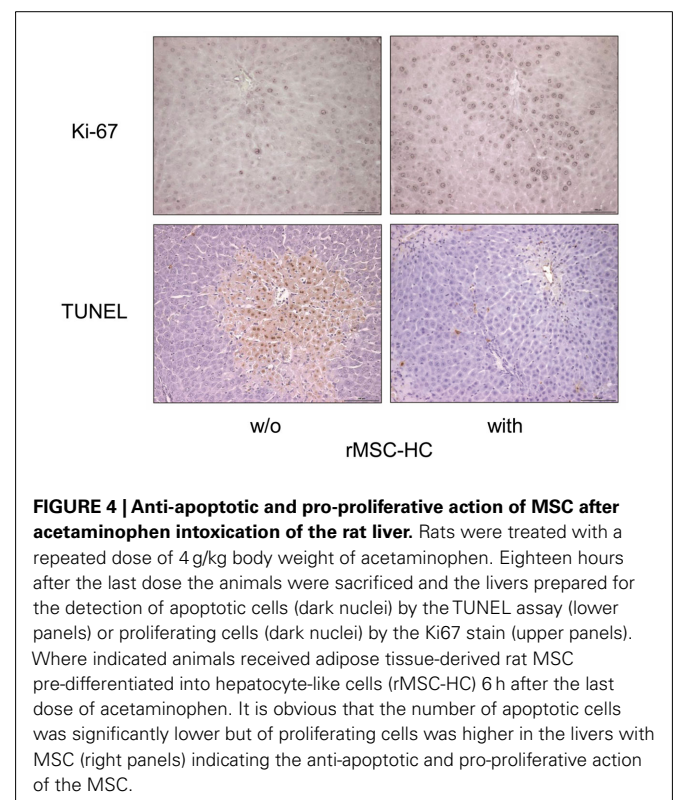 Ki-67
TUNEL
w/o with
rMSC-HC
FIGURE 4 | Anti-apoptotic and pro-proliferative action of MSC after
acetaminophen intoxication of the rat liver. Rats were treated with a
repeated dose of 4 g/kg body weight of acetaminophen. Eighteen hours
after the last dose the animals were sacrificed and the livers prepared for
the detection of apoptotic cells (dark nuclei) by the TUNEL assay (lower
panels) or proliferating cells (dark nuclei) by the Ki67 stain (upper panels).
Where indicated animals received adipose tissue-derived rat MSC
pre-differentiated into hepatocyte-like cells (rMSC-HC) 6 h after the last
dose of acetaminophen. It is obvious that the number of apoptotic cells
was significantly lower but of proliferating cells was higher in the livers with
MSC (right panels) indicating the anti-apoptotic and pro-proliferative action
of the MSC.